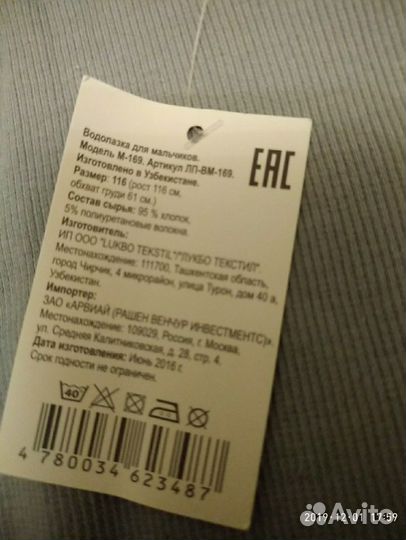 Водолазка для мальчиков.
Модель М-169. Артикул ЛП-ВМ-169.
Изготовлено в Узбекистане.
Размер: 116 (рост 116 см,
обхват груди 61 см.)
Состав сырья: 95 % хлопок,
5% полиуретановые волокна.
Изготовитель:
ИП ООО "LUKBO TEKSTIL"/"ЛУКБО ТЕКСТИЛ".
Местонахождение: 111700, Ташкентская область,
город Чирчик, 4 микрорайон, улица Турон, дом 40 а,
Узбекистан.
Импортер:
ЗАО «АРВИАЙ (РАШЕН ВЕНЧУР ИНВЕСТМЕНТС)».
Местонахождение: 109029, Россия, г. Москва,
ул. Средняя Калитниковская, д. 28, стр. 4.
Дата изготовления: Июнь 2016 г.
Срок годности не ограничен.
EAC
40
4 780034 623487
2019-12-01 17:59
Avito